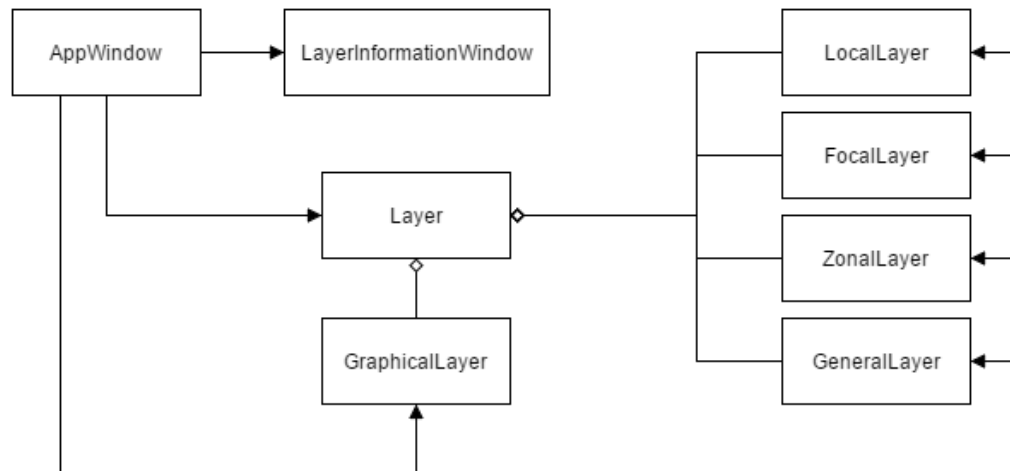 AppWindow
LayerInformationWindow
LocalLayer
FocalLayer
Layer
ZonalLayer
GraphicalLayer
GeneralLayer